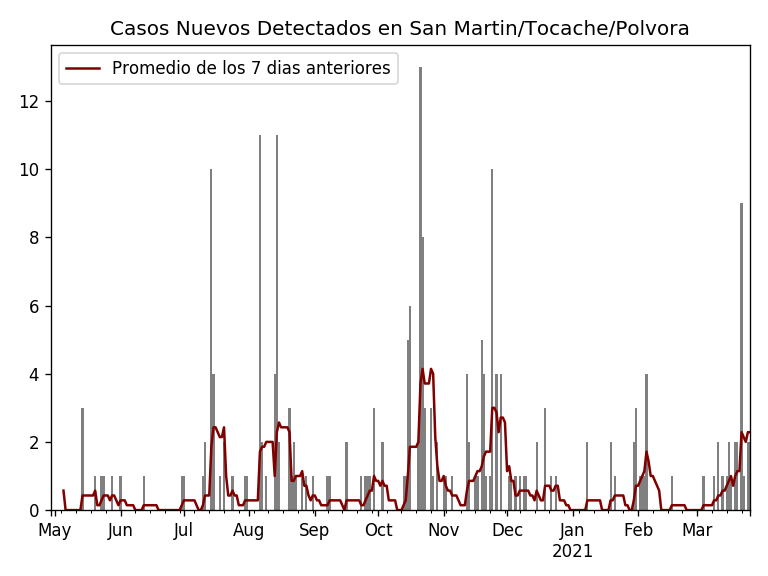 Casos Nuevos Detectados en San Martin/Tocache/Polvora
Promedio de los 7 dias anteriores
12
10
8
6
4
2
0
May Jun Jul Aug Sep Oct Nov Dec Jan Feb Mar
2021